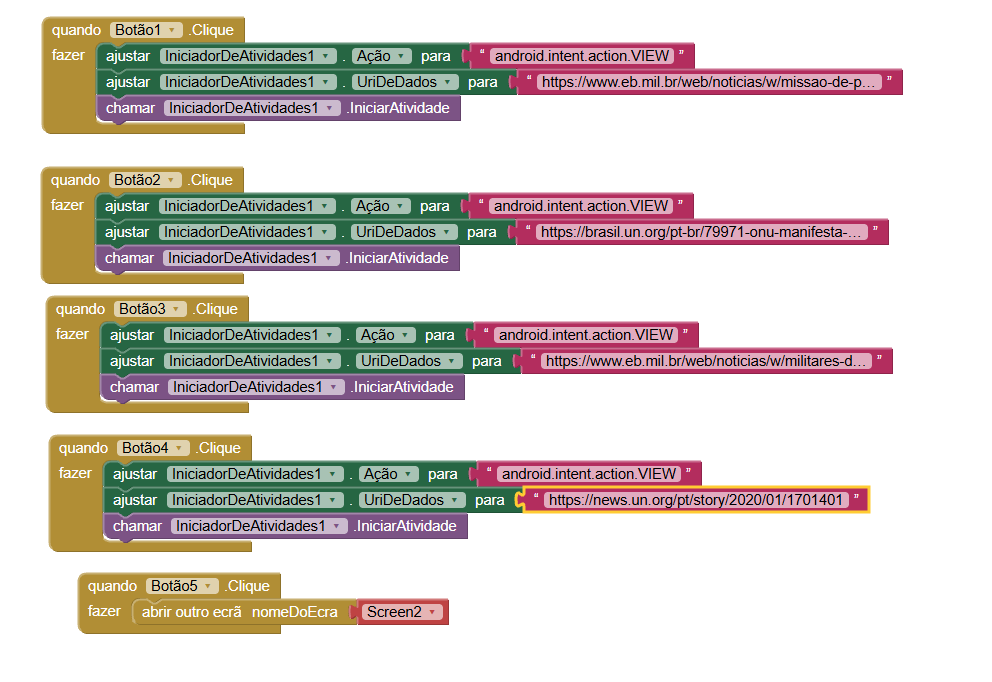 quando Botão1 .Clique
fazer ajustar IniciadorDeAtividades1 . Ação para " android.intent.action.VIEW "
ajustar IniciadorDeAtividades1 . UriDeDados para " https://www.eb.mil.br/web/noticias/w/missao-de-p... "
chamar IniciadorDeAtividades1 .IniciarAtividade
quando Botão2 .Clique
fazer ajustar IniciadorDeAtividades1 . Ação para " android.intent.action.VIEW "
ajustar IniciadorDeAtividades1 . UriDeDados para " https://brasil.un.org/pt-br/79971-onu-manifesta-... "
chamar IniciadorDeAtividades1 .IniciarAtividade
quando Botão3 .Clique
fazer ajustar IniciadorDeAtividades1 . Ação para " android.intent.action.VIEW "
ajustar IniciadorDeAtividades1 . UriDeDados para " https://www.eb.mil.br/web/noticias/w/militares-d... "
chamar IniciadorDeAtividades1 .IniciarAtividade
quando Botão4 .Clique
fazer ajustar IniciadorDeAtividades1 . Ação para " android.intent.action.VIEW "
ajustar IniciadorDeAtividades1 . UriDeDados para " https://news.un.org/pt/story/2020/01/1701401 "
chamar IniciadorDeAtividades1 .IniciarAtividade
quando Botão5 .Clique
fazer abrir outro ecrã nomeDoEcra Screen2